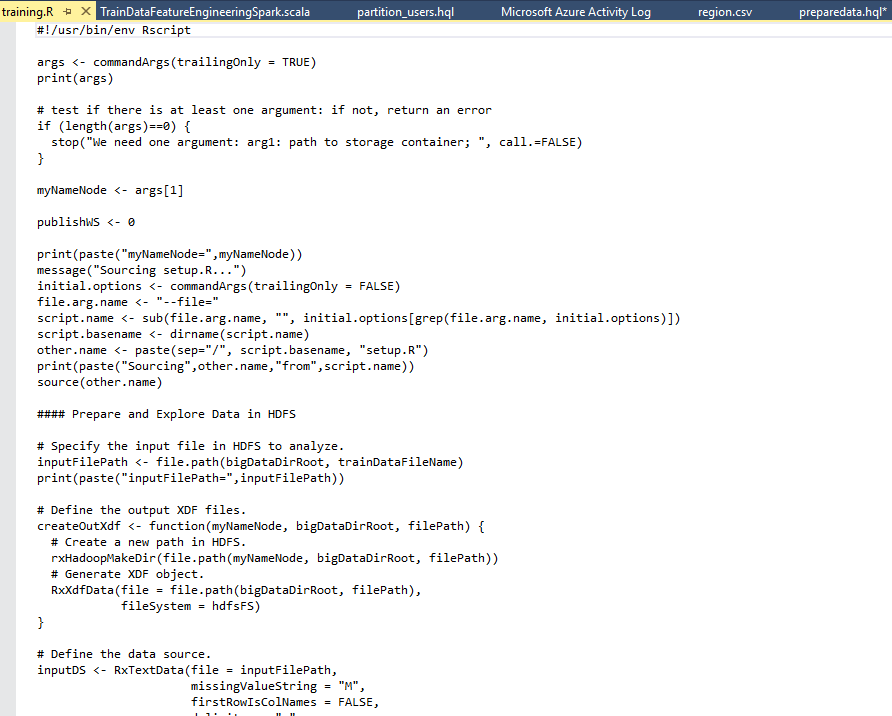 training.R TrainDataFeatureEngineeringSpark.scala partition_users.hql Microsoft Azure Activity Log region.csv preparedata.hql*
#!/usr/bin/env Rscript
args <- commandArgs(trailingOnly = TRUE)
print(args)
# test if there is at least one argument: if not, return an error
if (length(args)==0) {
  stop("We need one argument: arg1: path to storage container; ", call.=FALSE)
}
myNameNode <- args[1]
publishWS <- 0
print(paste("myNameNode=",myNameNode))
message("Sourcing setup.R...")
initial.options <- commandArgs(trailingOnly = FALSE)
file.arg.name <- "--file="
script.name <- sub(file.arg.name, "", initial.options[grep(file.arg.name, initial.options)])
script.basename <- dirname(script.name)
other.name <- paste(sep="/", script.basename, "setup.R")
print(paste("Sourcing",other.name,"from",script.name))
source(other.name)
#### Prepare and Explore Data in HDFS
# Specify the input file in HDFS to analyze.
inputFilePath <- file.path(bigDataDirRoot, trainDataFileName)
print(paste("inputFilePath=",inputFilePath))
# Define the output XDF files.
createOutXdf <- function(myNameNode, bigDataDirRoot, filePath) {
  # Create a new path in HDFS.
  rxHadoopMakeDir(file.path(myNameNode, bigDataDirRoot, filePath))
  # Generate XDF object.
  RxXdfData(file = file.path(bigDataDirRoot, filePath),
            fileSystem = hdfsFS)
}
# Define the data source.
inputDS <- RxTextData(file = inputFilePath,
                      missingValueString = "M",
                      firstRowIsColNames = FALSE,